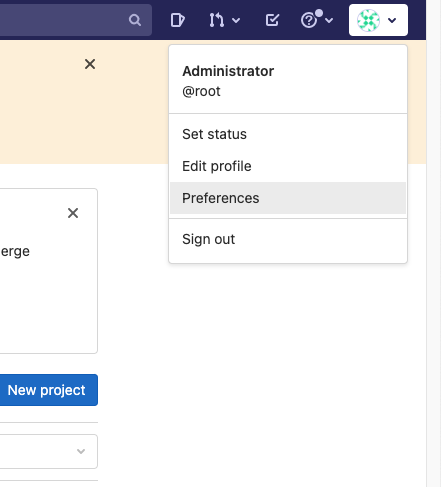 Administrator
@root
Set status
Edit profile
Preferences
Sign out
erge
New project